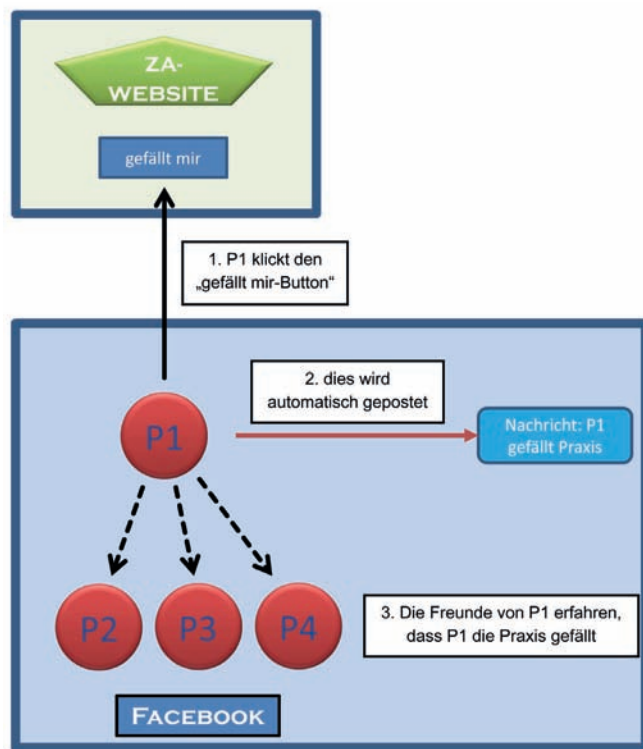 ZA-
WEBSITE
gefällt mir
1. P1 klickt den
„gefällt mir-Button“
2. dies wird
automatisch gepostet
P1
Nachricht: P1
gefällt Praxis
P2 P3 P4
3. Die Freunde von P1 erfahren,
dass P1 die Praxis gefällt
FACEBOOK